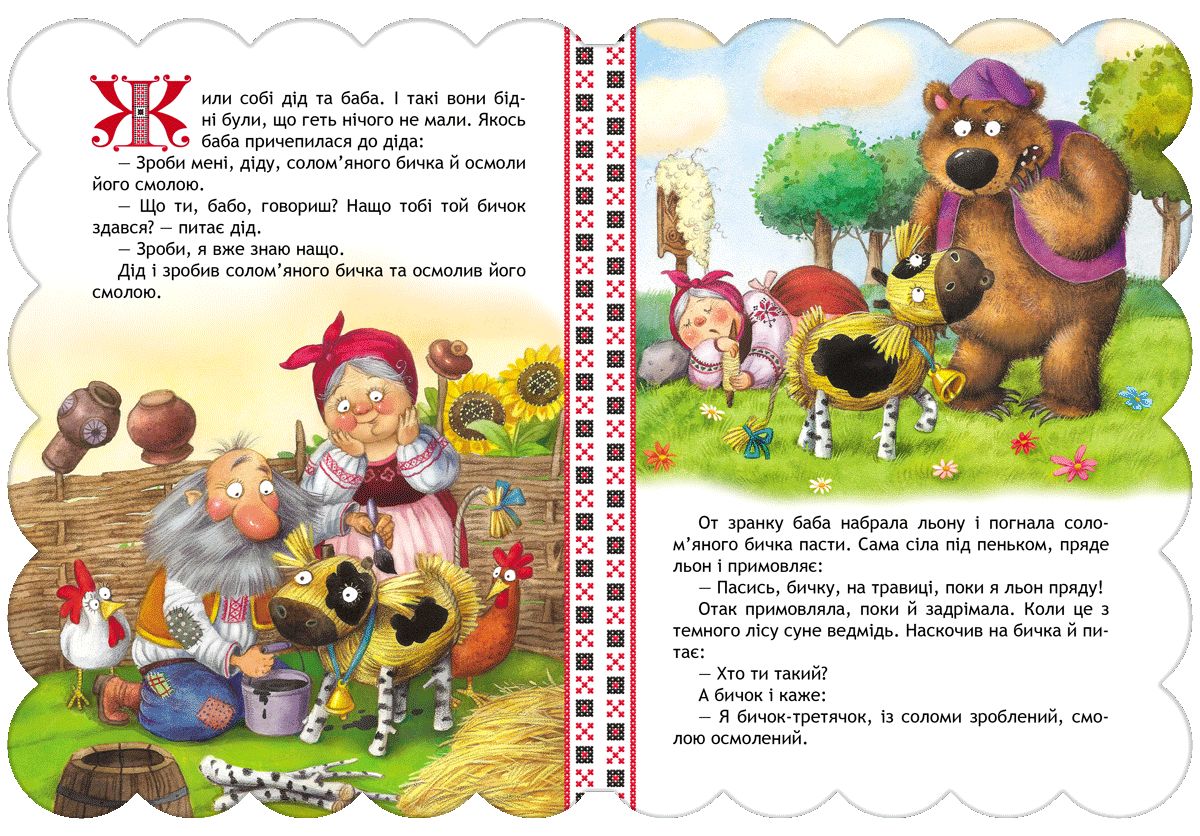 Жили собі дід та баба. І такі вони бід-
ні були, що геть нічого не мали. Якось
баба причепилася до діда:
— Зроби мені, діду, солом’яного бичка й осмоли
його смолою.
— Що ти, бабо, говориш? Нащо тобі той бичок
здався? — питає дід.
— Зроби, я вже знаю нащо.
Дід і зробив солом’яного бичка та осмолив його
смолою.
От зранку баба набрала льону і погнала соло-
м’яного бичка пасти. Сама сіла під пеньком, пряде
льон і примовляє:
— Пасись, бичку, на травиці, поки я льон пряду!
Отак примовляла, поки й задрімала. Коли це з
темного лісу суне ведмідь. Наскочив на бичка й пи-
тає:
— Хто ти такий?
А бичок і каже:
— Я бичок-третячок, із соломи зроблений, смо-
лою осмолений.